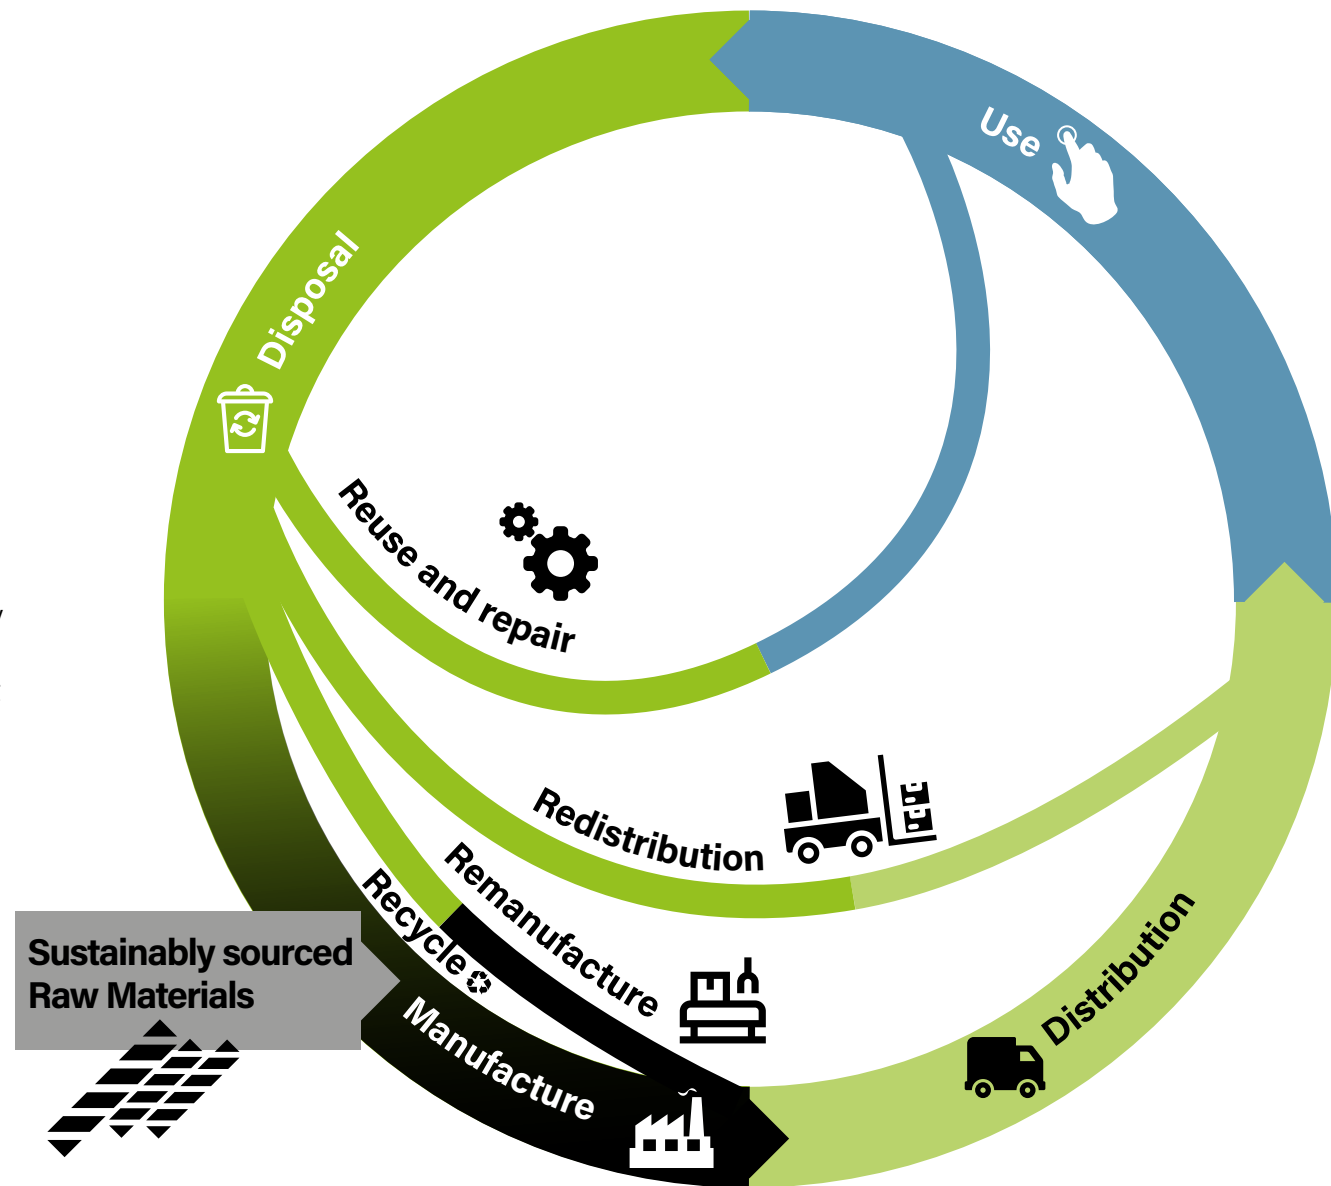 Use
Disposal
Reuse and repair
Redistribution
Remanufacture
Recycle
Sustainably sourced
Raw Materials
Manufacture
Distribution